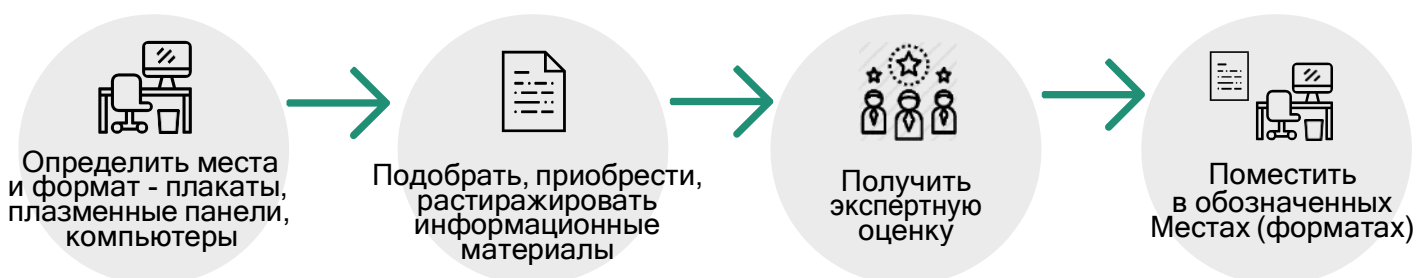 Определить места
и формат - плакаты,
плазменные панели,
компьютеры
Подобрать, приобрести,
растиражировать
информационные
материалы
Получить
экспертную
оценку
Поместить
в обозначенных
Местах (форматах)